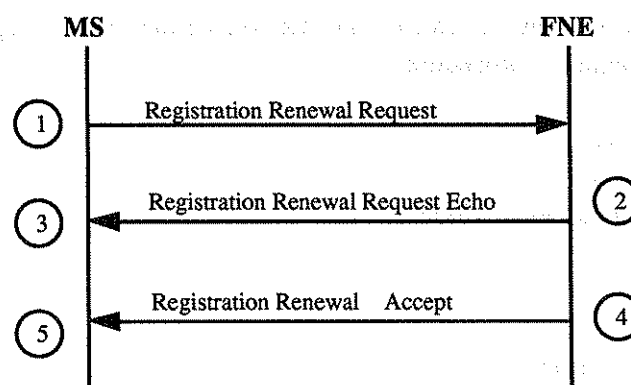 MS FNE
1 Registration Renewal Request
Registration Renewal Request Echo 2
3
Registration Renewal Accept 4
5